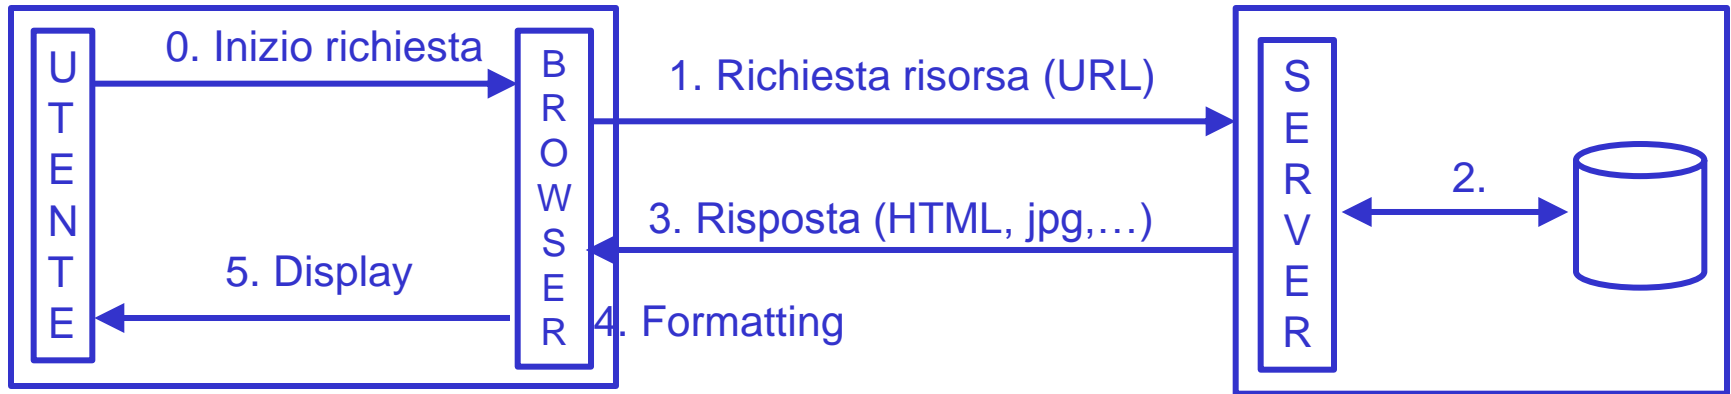 UTENTE
0. Inizio richiesta
BROWSER
1. Richiesta risorsa (URL)
SERVER
2.
3. Risposta (HTML, jpg,…)
5. Display
4. Formatting